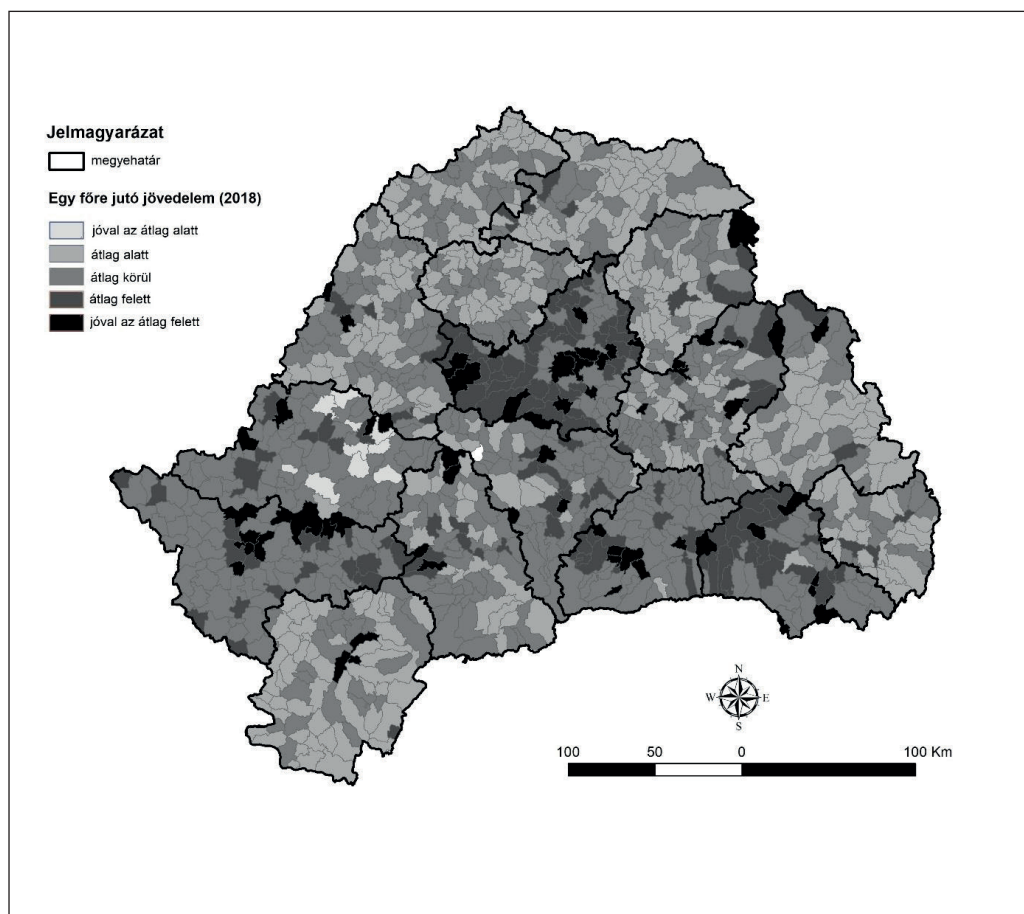 Jelmagyarázat
megyehatár
Egy főre jutó jövedelem (2018)
jóval az átlag alatt
átlag alatt
átlag körül
átlag felett
jóval az átlag felett
N
W E
S
100 50 0 100 Km